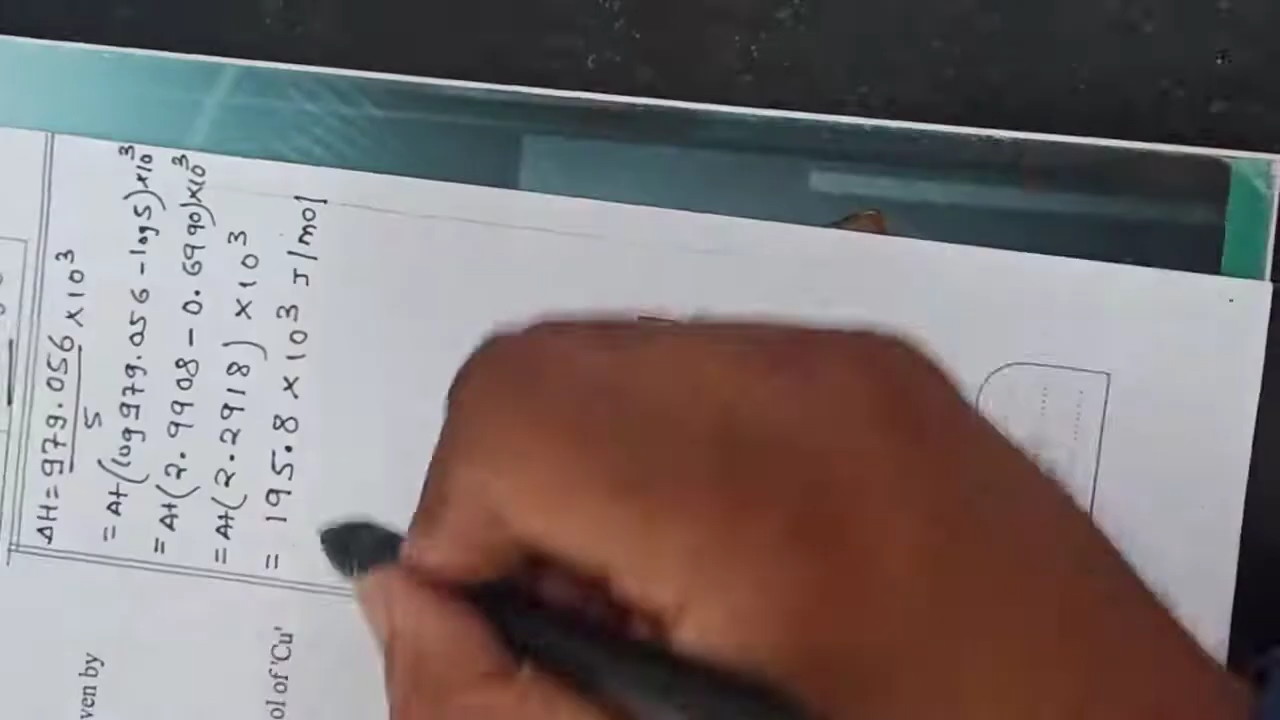 ΔH = 979.056/5 × 10³
= At(log 979.056 - log 5) × 10³
= At(2.9908 - 0.6990) × 10³
= At(2.2918) × 10³
= 195.8 × 10³ J/mol
ven by
ol of 'Cu'